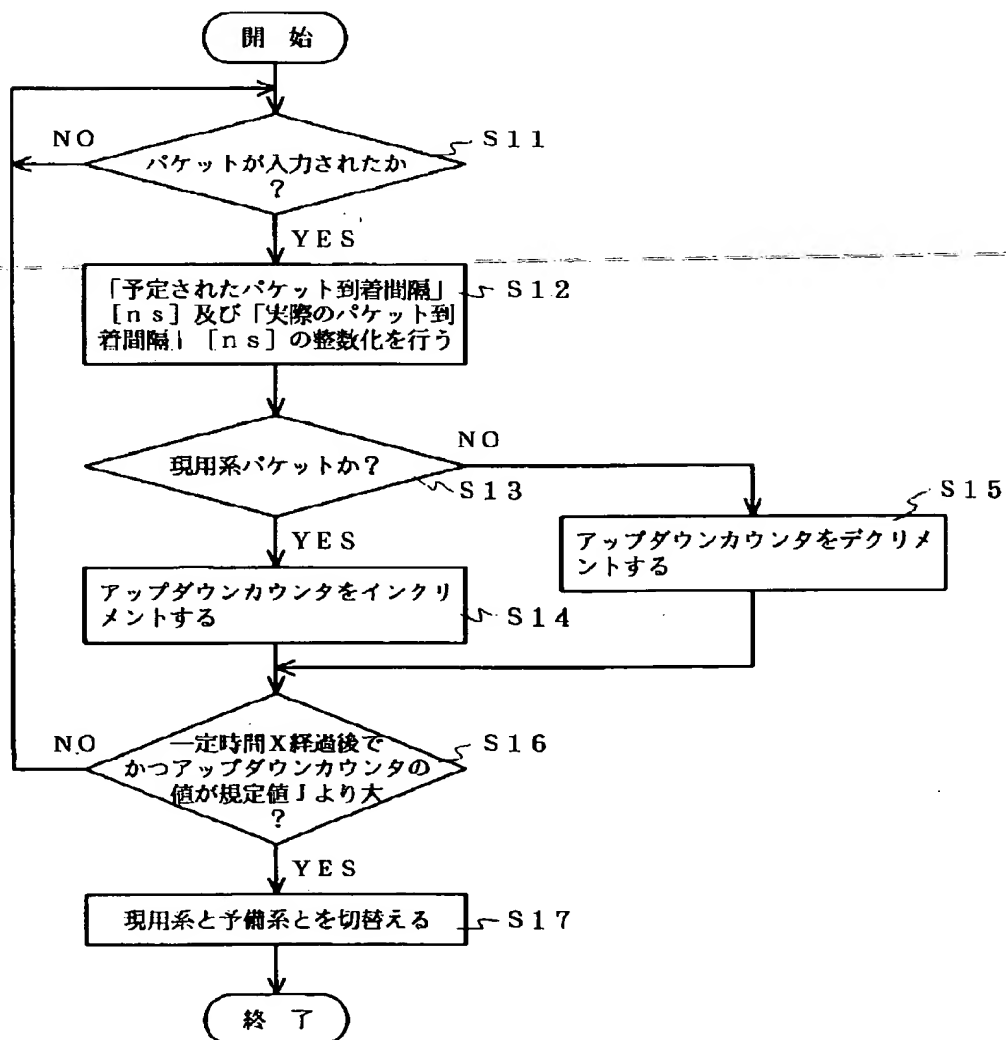 開 始
NO
パケットが入力されたか
?
S11
YES
「予定されたパケット到着間隔」
[ns]及び「実際のパケット到
着間隔」[ns]の整数化を行う
S12
NO
現用系パケットか?
S13
S15
YES
アップダウンカウンタをデクリメ
ントする
アップダウンカウンタをインクリ
メントする
S14
NO
一定時間X経過後で
かつアップダウンカウンタの
値が規定値Jより大
?
S16
YES
現用系と予備系とを切替える
S17
終 了